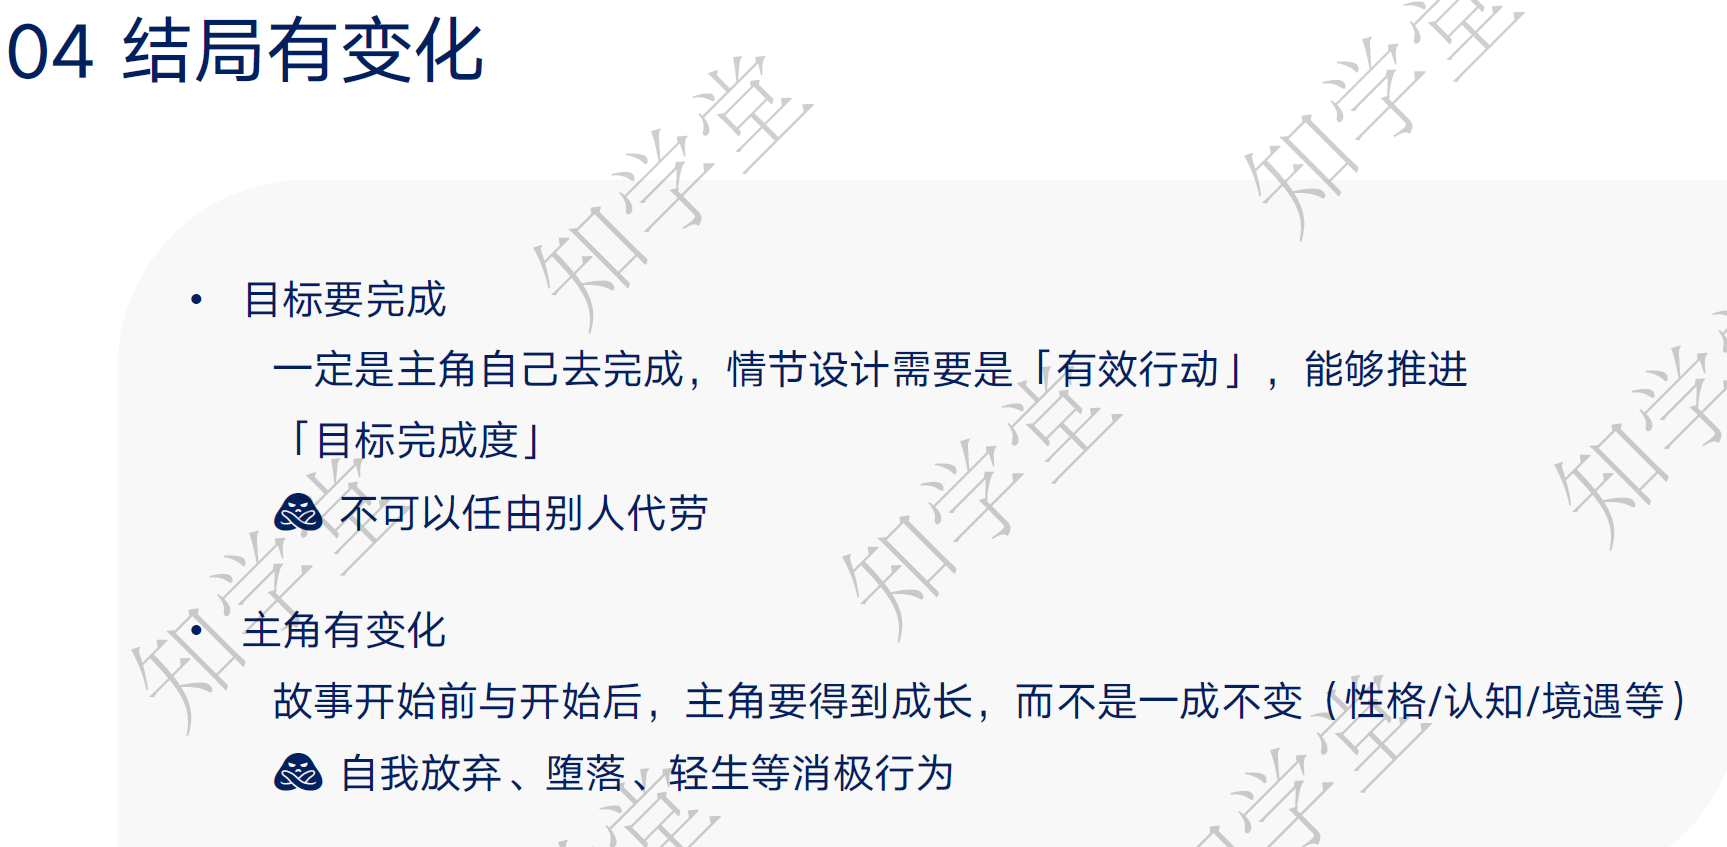 04 结局有变化
• 目标要完成
一定是主角自己去完成，情节设计需要是「有效行动」，能够推进
「目标完成度」
不可以任由别人代劳
• 主角有变化
故事开始前与开始后，主角要得到成长，而不是一成不变（性格/认知/境遇等）
自我放弃、堕落、轻生等消极行为
知学堂
知学堂
知学堂
知学堂
知学堂
知学堂
知学堂